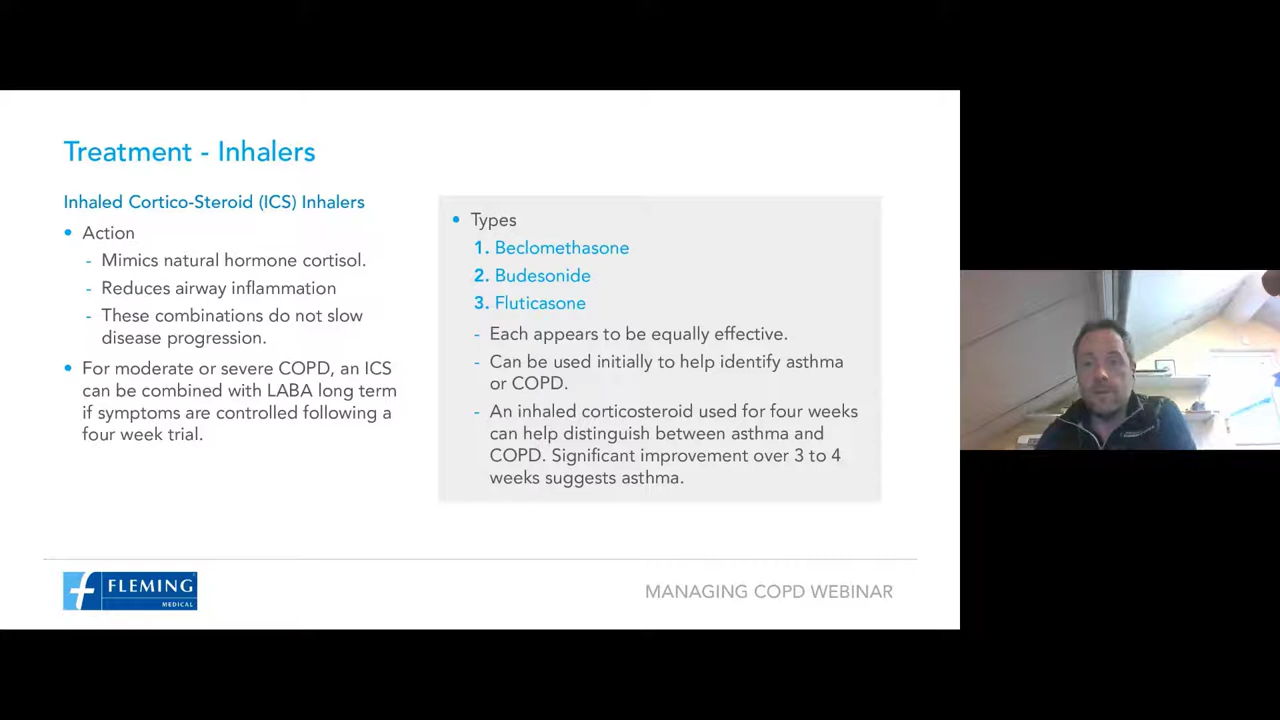 Treatment - Inhalers
Inhaled Cortico-Steroid (ICS) Inhalers
• Action
- Mimics natural hormone cortisol.
- Reduces airway inflammation
- These combinations do not slow
disease progression.
• For moderate or severe COPD, an ICS
can be combined with LABA long term
if symptoms are controlled following a
four week trial.
• Types
1. Beclomethasone
2. Budesonide
3. Fluticasone
- Each appears to be equally effective.
- Can be used initially to help identify asthma
or COPD.
- An inhaled corticosteroid used for four weeks
can help distinguish between asthma and
COPD. Significant improvement over 3 to 4
weeks suggests asthma.
FLEMING
MEDICAL
MANAGING COPD WEBINAR